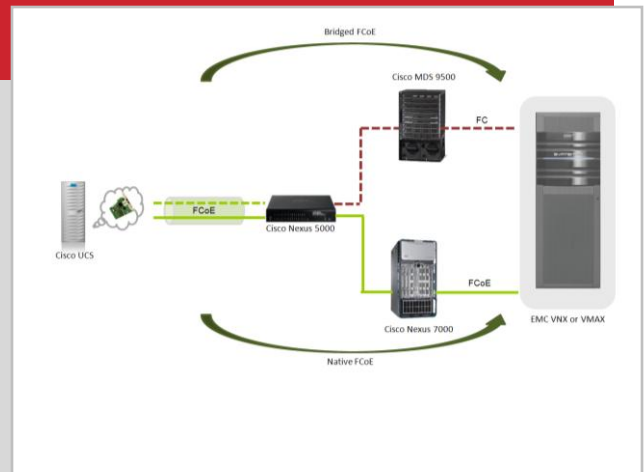 Bridged FCoE
Cisco MDS 9500
FC
FCoE
Cisco Nexus 5000
Cisco UCS
FCoE
EMC VNX or VMAX
Cisco Nexus 7000
Native FCoE